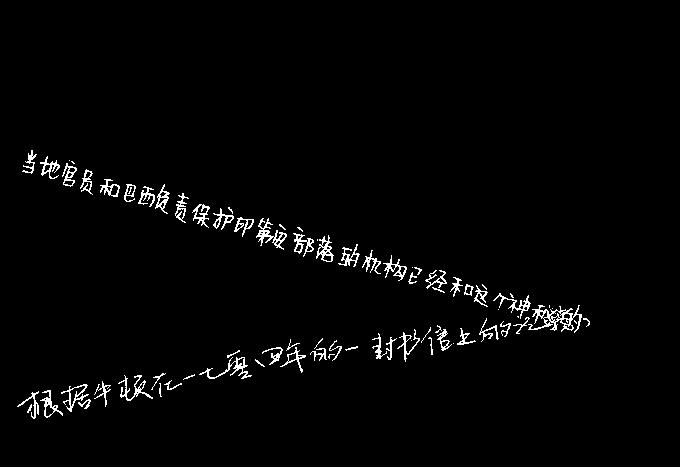 当地官员和巴西负责保护印第安部落的机构已经和这个神秘的
根据牛顿在一七零四年的一封书信上的